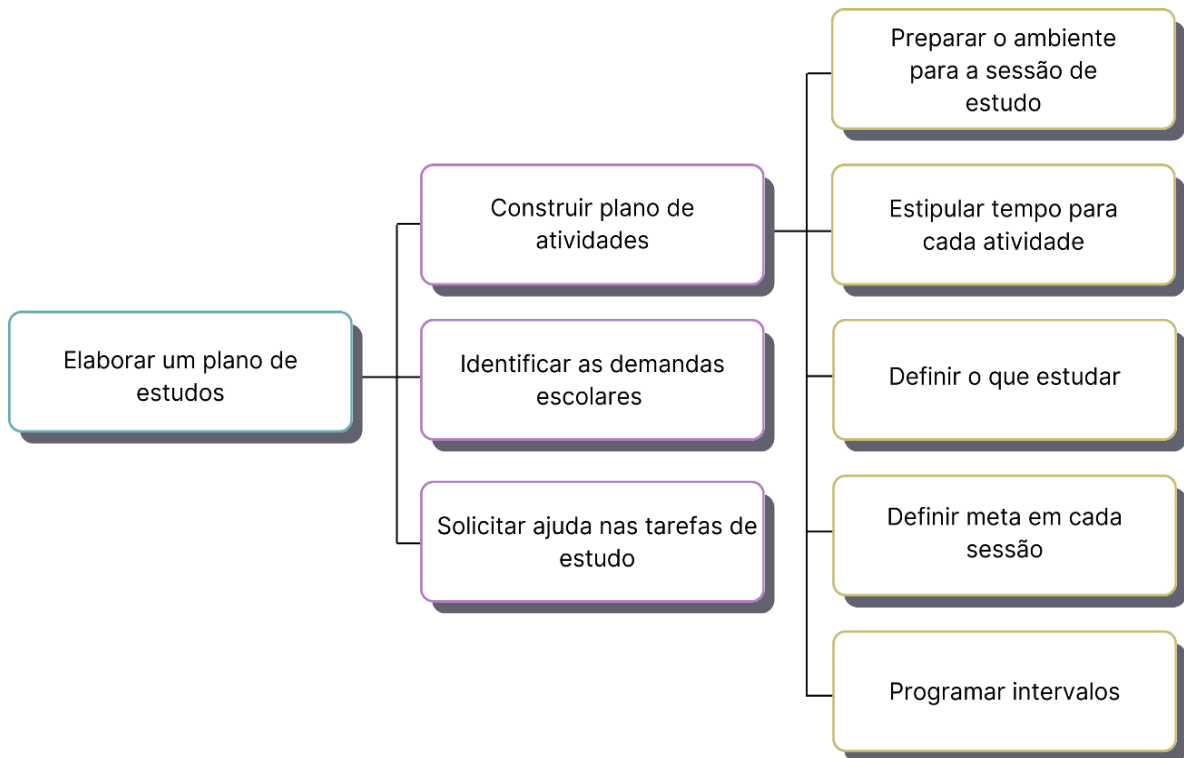 Elaborar um plano de
estudos
Construir plano de
atividades
Identificar as demandas
escolares
Solicitar ajuda nas tarefas de
estudo
Preparar o ambiente
para a sessão de
estudo
Estipular tempo para
cada atividade
Definir o que estudar
Definir meta em cada
sessão
Programar intervalos